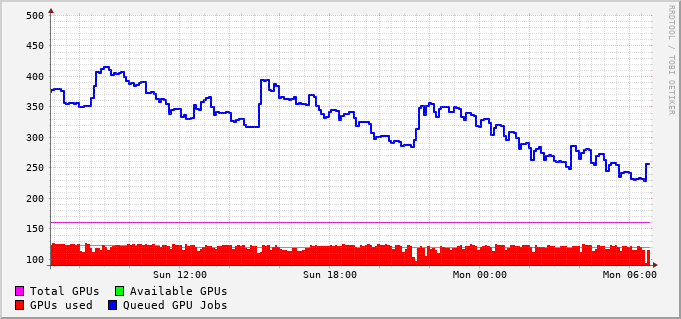 500
450
400
350
300
250
200
150
100
Sun 12:00 Sun 18:00 Mon 00:00 Mon 06:00
Total GPUs Available GPUs
GPUs used Queued GPU Jobs
RRDTOOL / TOBI OETIKER